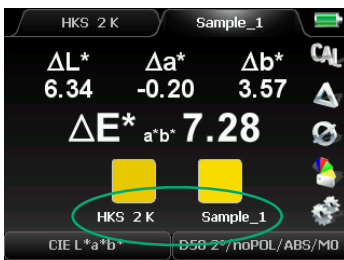 HKS 2 K Sample_1
CAL
ΔL* Δa* Δb*
6.34 -0.20 3.57
ΔE* a*b* 7.28
HKS 2 K Sample_1
CIE L*a*b* D50 2°/noPOL/ABS/M0